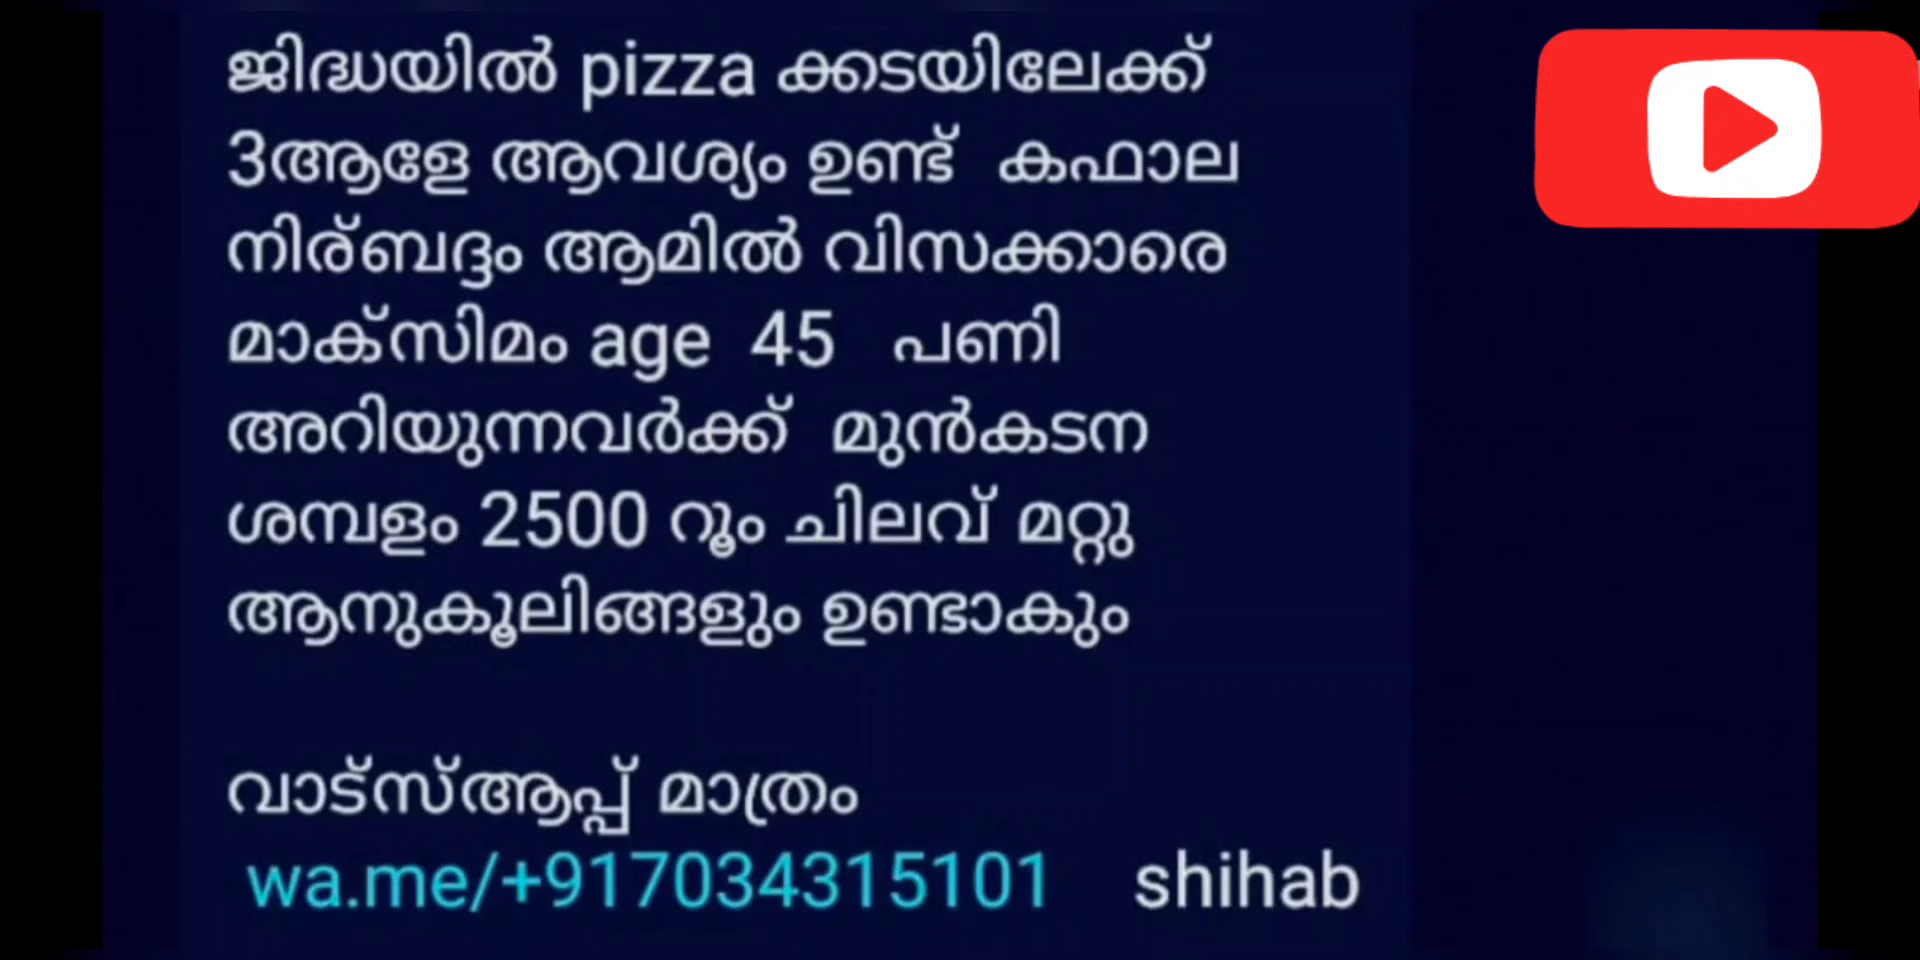 ജിദ്ധയിൽ pizza ക്കടയിലേക്ക്
3ആളേ ആവശ്യം ഉണ്ട് കഫാല
നിര്ബദ്ദം ആമിൽ വിസക്കാരെ
മാക്സിമം age 45 പണി
അറിയുന്നവർക്ക് മുൻകടന
ശമ്പളം 2500 റൂം ചിലവ് മറ്റു
ആനുകൂലിങ്ങളും ഉണ്ടാകും
വാട്സ്ആപ്പ് മാത്രം
wa.me/+917034315101 shihab